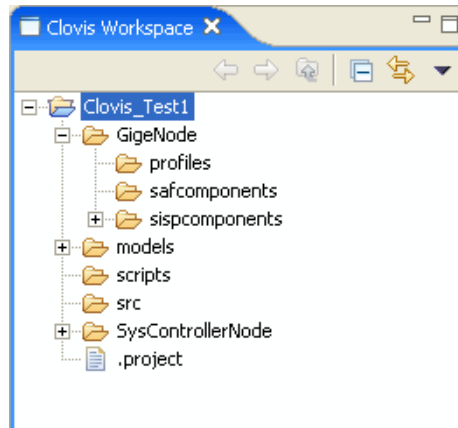 Clovis Workspace
Clovis_Test1
GigeNode
profiles
safcomponents
sispcomponents
models
scripts
src
SysControllerNode
.project